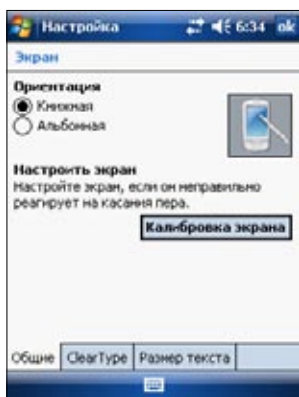 Настройка 6:34 ok
Экран
Ориентация
Книжная
Альбонная
Настроить экран
Настройте экран, если он неправильно
реагирует на касания пера.
Калибровка экрана
Общие ClearType Размер текста